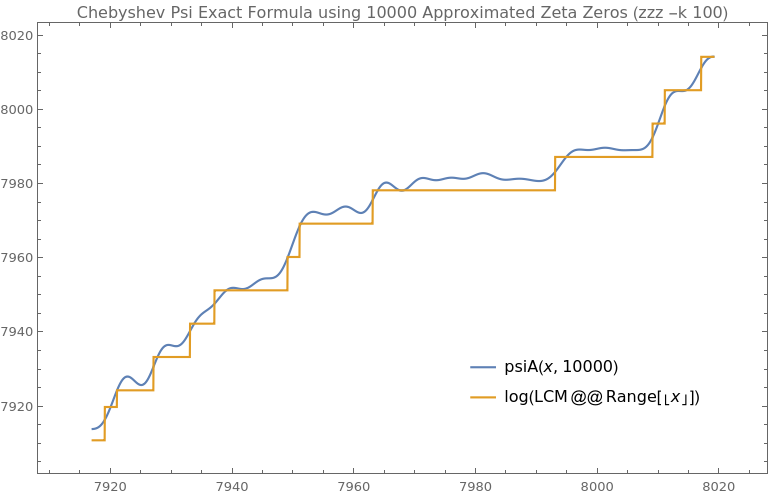 Chebyshev Psi Exact Formula using 10000 Approximated Zeta Zeros (zzz −k 100)
8020
8000
7980
7960
7940
7920
psiA(x, 10000)
log(LCM @@ Range[⌊x⌋])
7920 7940 7960 7980 8000 8020